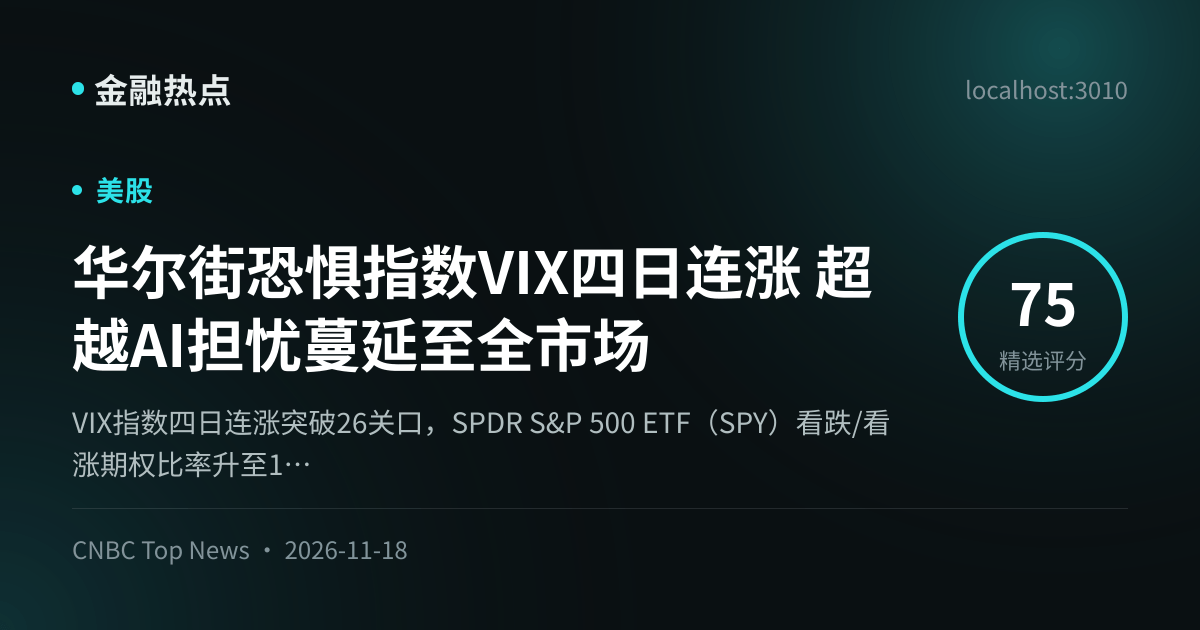 金融热点
localhost:3010
美股
华尔街恐惧指数VIX四日连涨 超
越AI担忧蔓延至全市场
75
精选评分
VIX指数四日连涨突破26关口，SPDR S&P 500 ETF（SPY）看跌/看
涨期权比率升至1…
CNBC Top News • 2026-11-18